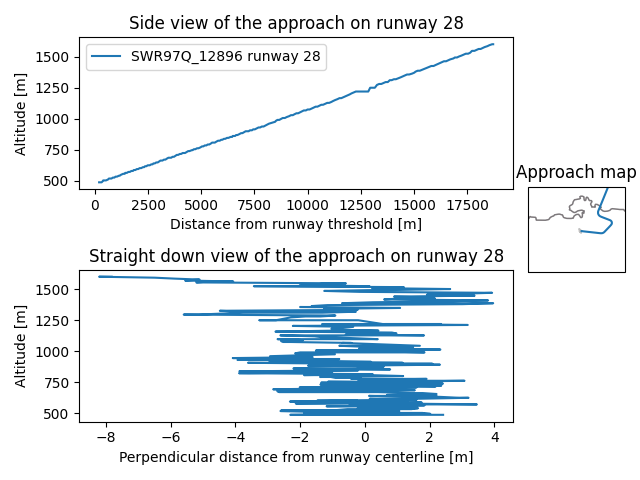 Side view of the approach on runway 28
SWR97Q_12896 runway 28
1500
1250
1000
750
500
Altitude [m]
0 2500 5000 7500 10000 12500 15000 17500
Distance from runway threshold [m]
Approach map
Straight down view of the approach on runway 28
1500
1250
1000
750
500
Altitude [m]
−8 −6 −4 −2 0 2 4
Perpendicular distance from runway centerline [m]